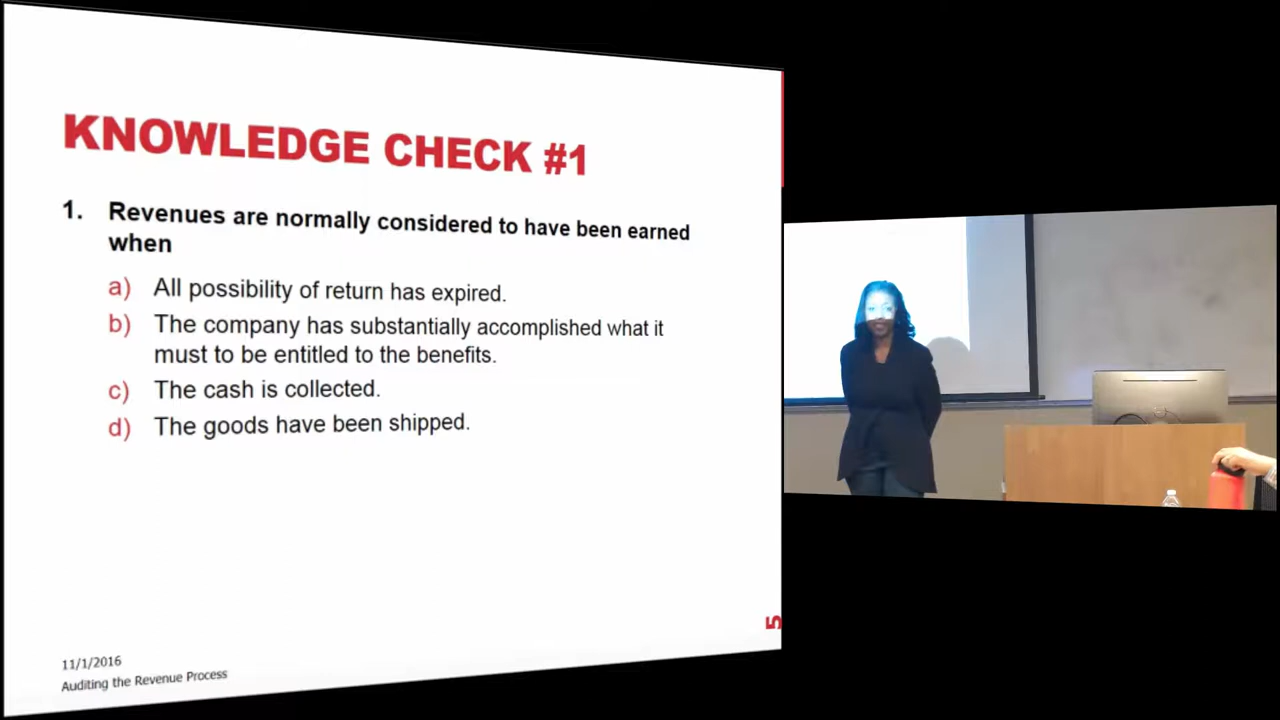 KNOWLEDGE CHECK #1
1. Revenues are normally considered to have been earned
when
a) All possibility of return has expired.
b) The company has substantially accomplished what it
must to be entitled to the benefits.
c) The cash is collected.
d) The goods have been shipped.
5
11/1/2016
Auditing the Revenue Process